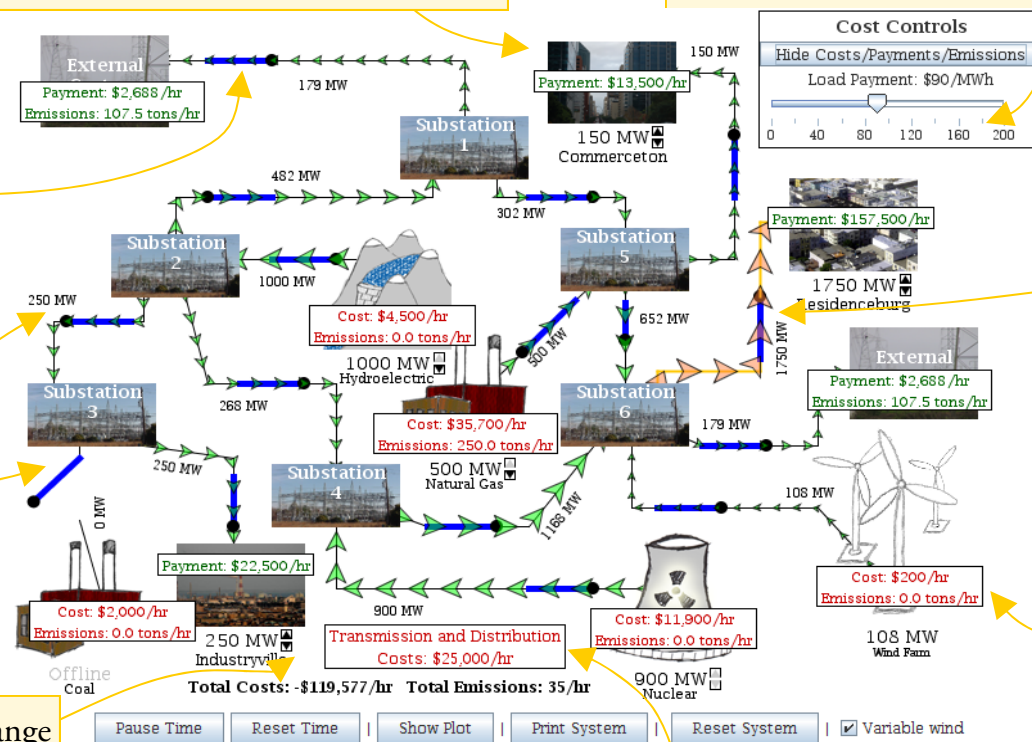 Cost Controls
Hide Costs/Payments/Emissions
Load Payment: $90/MWh
0 40 80 120 160 200
External
Payment: $2,688/hr
Emissions: 107.5 tons/hr
179 MW
Payment: $13,500/hr
150 MW
Commerceton
150 MW
Substation
1
482 MW
302 MW
Payment: $157,500/hr
1750 MW
Residenceburg
Substation
2
1000 MW
Substation
5
250 MW
Cost: $4,500/hr
Emissions: 0.0 tons/hr
1000 MW
Hydroelectric
500 MW
652 MW
1750 MW
External
Payment: $2,688/hr
Emissions: 107.5 tons/hr
Substation
3
268 MW
Cost: $35,700/hr
Emissions: 250.0 tons/hr
500 MW
Natural Gas
Substation
6
179 MW
250 MW
Substation
4
1168 MW
108 MW
0 MW
Payment: $22,500/hr
250 MW
Industryville
Cost: $2,000/hr
Emissions: 0.0 tons/hr
Offline
Coal
900 MW
Cost: $11,900/hr
Emissions: 0.0 tons/hr
900 MW
Nuclear
Cost: $200/hr
Emissions: 0.0 tons/hr
108 MW
Wind Farm
Transmission and Distribution
Costs: $25,000/hr
Total Costs: -$119,577/hr Total Emissions: 35/hr
Pause Time | Reset Time | Show Plot | Print System | Reset System | Variable wind